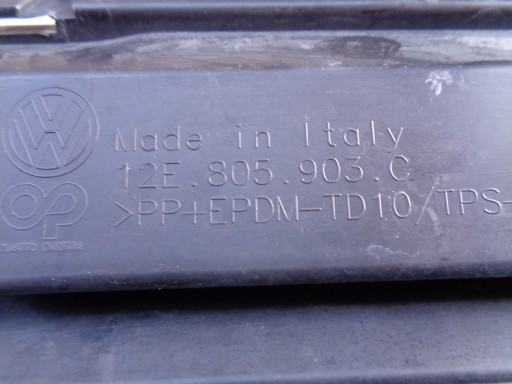 Made in Italy
12E.805.903.C
>PP+EPDM-TD10/TPS-